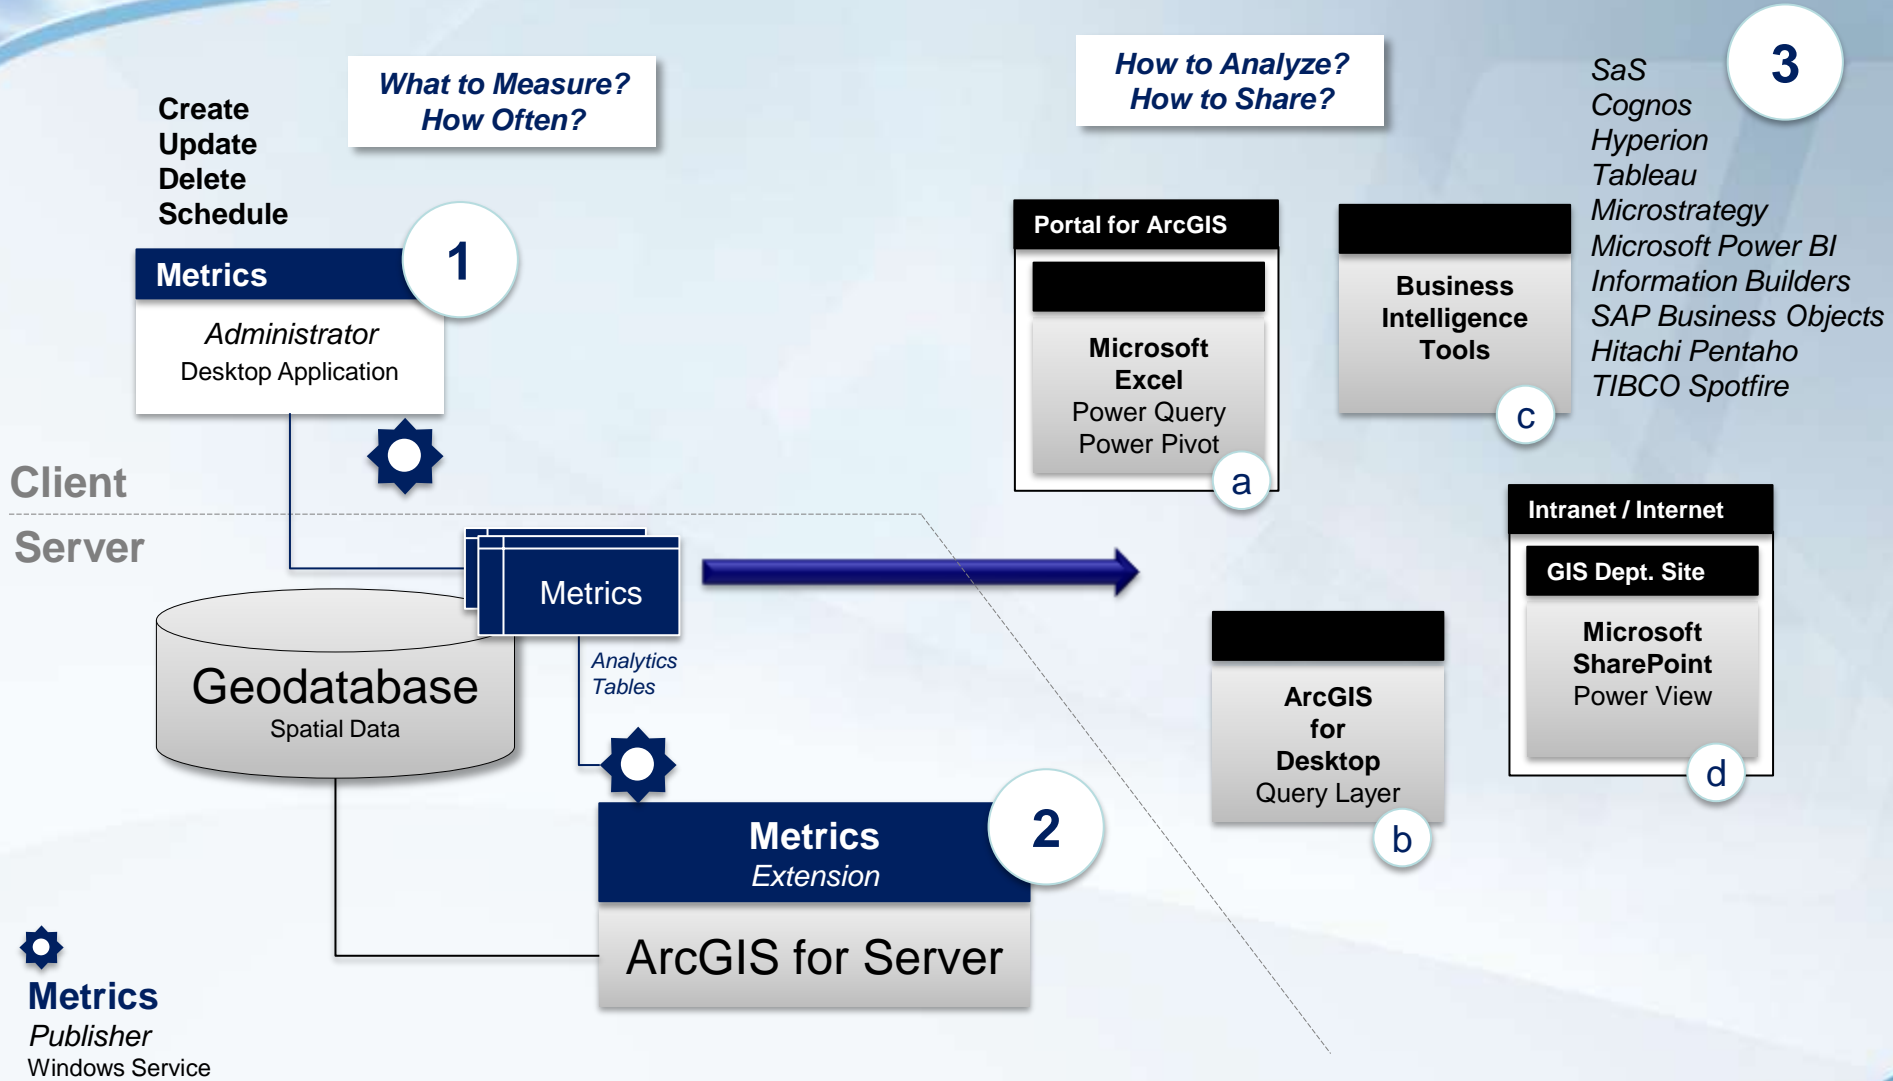 What to Measure?
How Often?
Create
Update
Delete
Schedule
Metrics
1
Administrator
Desktop Application
Client
Server
Metrics
Analytics
Tables
Geodatabase
Spatial Data
Metrics
Extension
2
ArcGIS for Server
Metrics
Publisher
Windows Service
How to Analyze?
How to Share?
3
SaS
Cognos
Hyperion
Tableau
Microstrategy
Microsoft Power BI
Information Builders
SAP Business Objects
Hitachi Pentaho
TIBCO Spotfire
Portal for ArcGIS
Microsoft
Excel
Power Query
Power Pivot
a
Business
Intelligence
Tools
c
Intranet / Internet
GIS Dept. Site
Microsoft
SharePoint
Power View
d
ArcGIS
for
Desktop
Query Layer
b